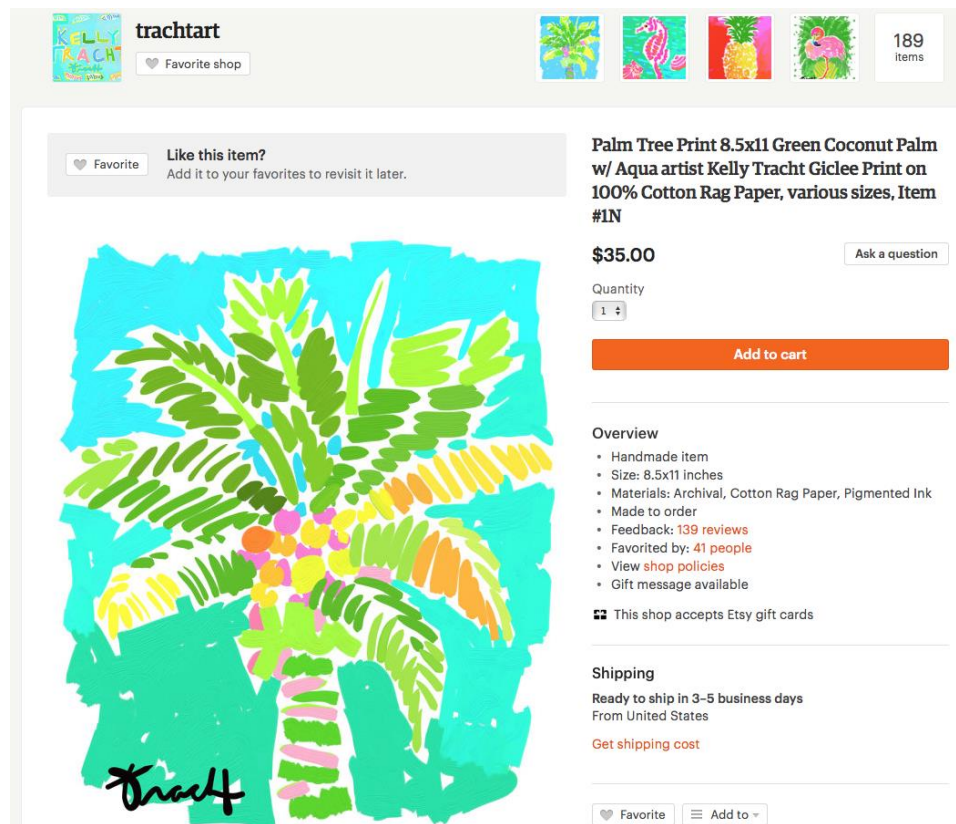 KELLY
TRACHT
trachtart
Favorite shop
189
items
Favorite
Like this item?
Add it to your favorites to revisit it later.
Palm Tree Print 8.5x11 Green Coconut Palm
w/ Aqua artist Kelly Tracht Giclee Print on
100% Cotton Rag Paper, various sizes, Item
#1N
$35.00
Ask a question
Quantity
1
Add to cart
Overview
• Handmade item
• Size: 8.5x11 inches
• Materials: Archival, Cotton Rag Paper, Pigmented Ink
• Made to order
• Feedback: 139 reviews
• Favorited by: 41 people
• View shop policies
• Gift message available
This shop accepts Etsy gift cards
Shipping
Ready to ship in 3–5 business days
From United States
Get shipping cost
Tracht
Favorite
Add to